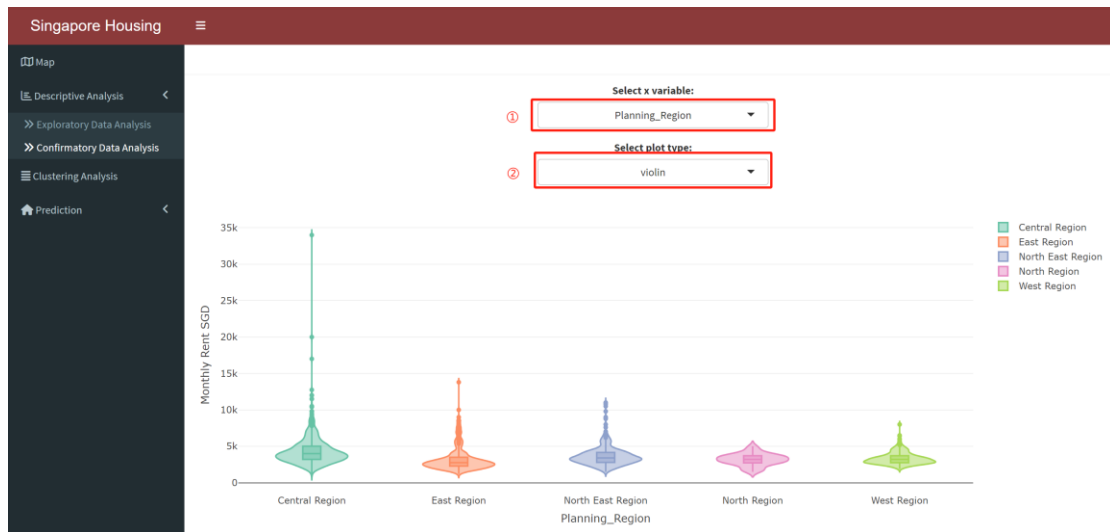 Singapore Housing
Map
Descriptive Analysis
Exploratory Data Analysis
Confirmatory Data Analysis
Clustering Analysis
Prediction
Select x variable:
① Planning_Region
Select plot type:
② violin
35k
30k
25k
20k
15k
10k
5k
0
Monthly Rent SGD
Central Region
East Region
North East Region
North Region
West Region
Planning_Region
Central Region
East Region
North East Region
North Region
West Region